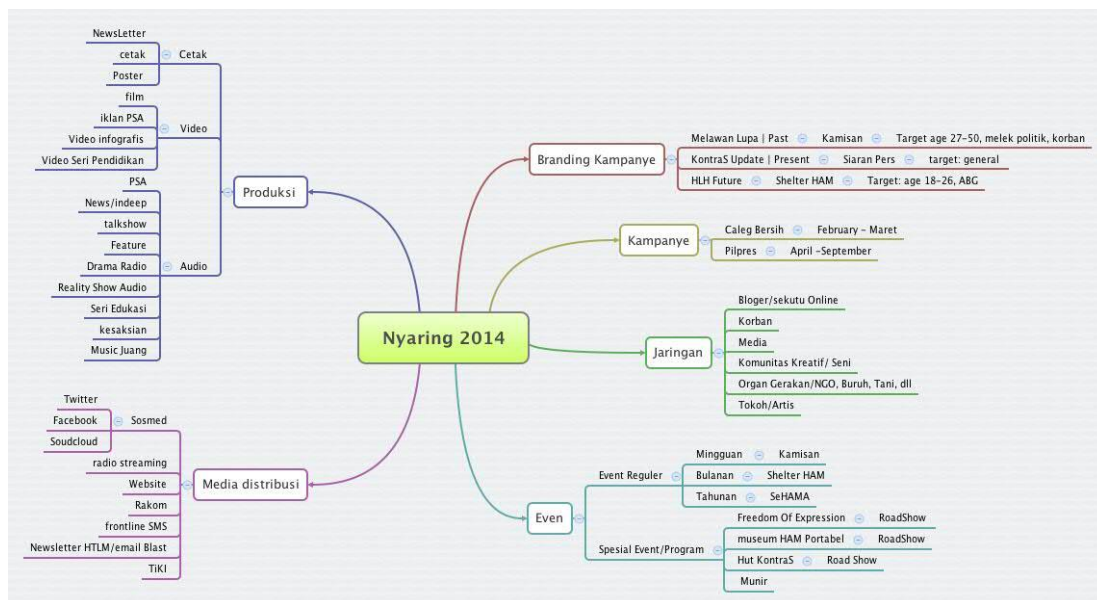 NewsLetter
cetak
Poster
Cetak
film
iklan PSA
Video infografis
Video Seri Pendidikan
Video
PSA
News/indeep
talkshow
Feature
Drama Radio
Reality Show Audio
Seri Edukasi
kesaksian
Music Juang
Audio
Produksi
Twitter
Facebook
Soudcloud
Sosmed
radio streaming
Website
Rakom
frontline SMS
Newsletter HTLM/email Blast
TiKI
Media distribusi
Nyaring 2014
Branding Kampanye
Melawan Lupa | Past Kamisan Target age 27-50, melek politik, korban
KontraS Update | Present Siaran Pers target: general
HLH Future Shelter HAM Target: age 18-26, ABG
Kampanye
Caleg Bersih February - Maret
Pilpres April -September
Jaringan
Bloger/sekutu Online
Korban
Media
Komunitas Kreatif/ Seni
Organ Gerakan/NGO, Buruh, Tani, dll
Tokoh/Artis
Even
Event Reguler
Mingguan Kamisan
Bulanan Shelter HAM
Tahunan SeHAMA
Spesial Event/Program
Freedom Of Expression RoadShow
museum HAM Portabel RoadShow
Hut KontraS Road Show
Munir